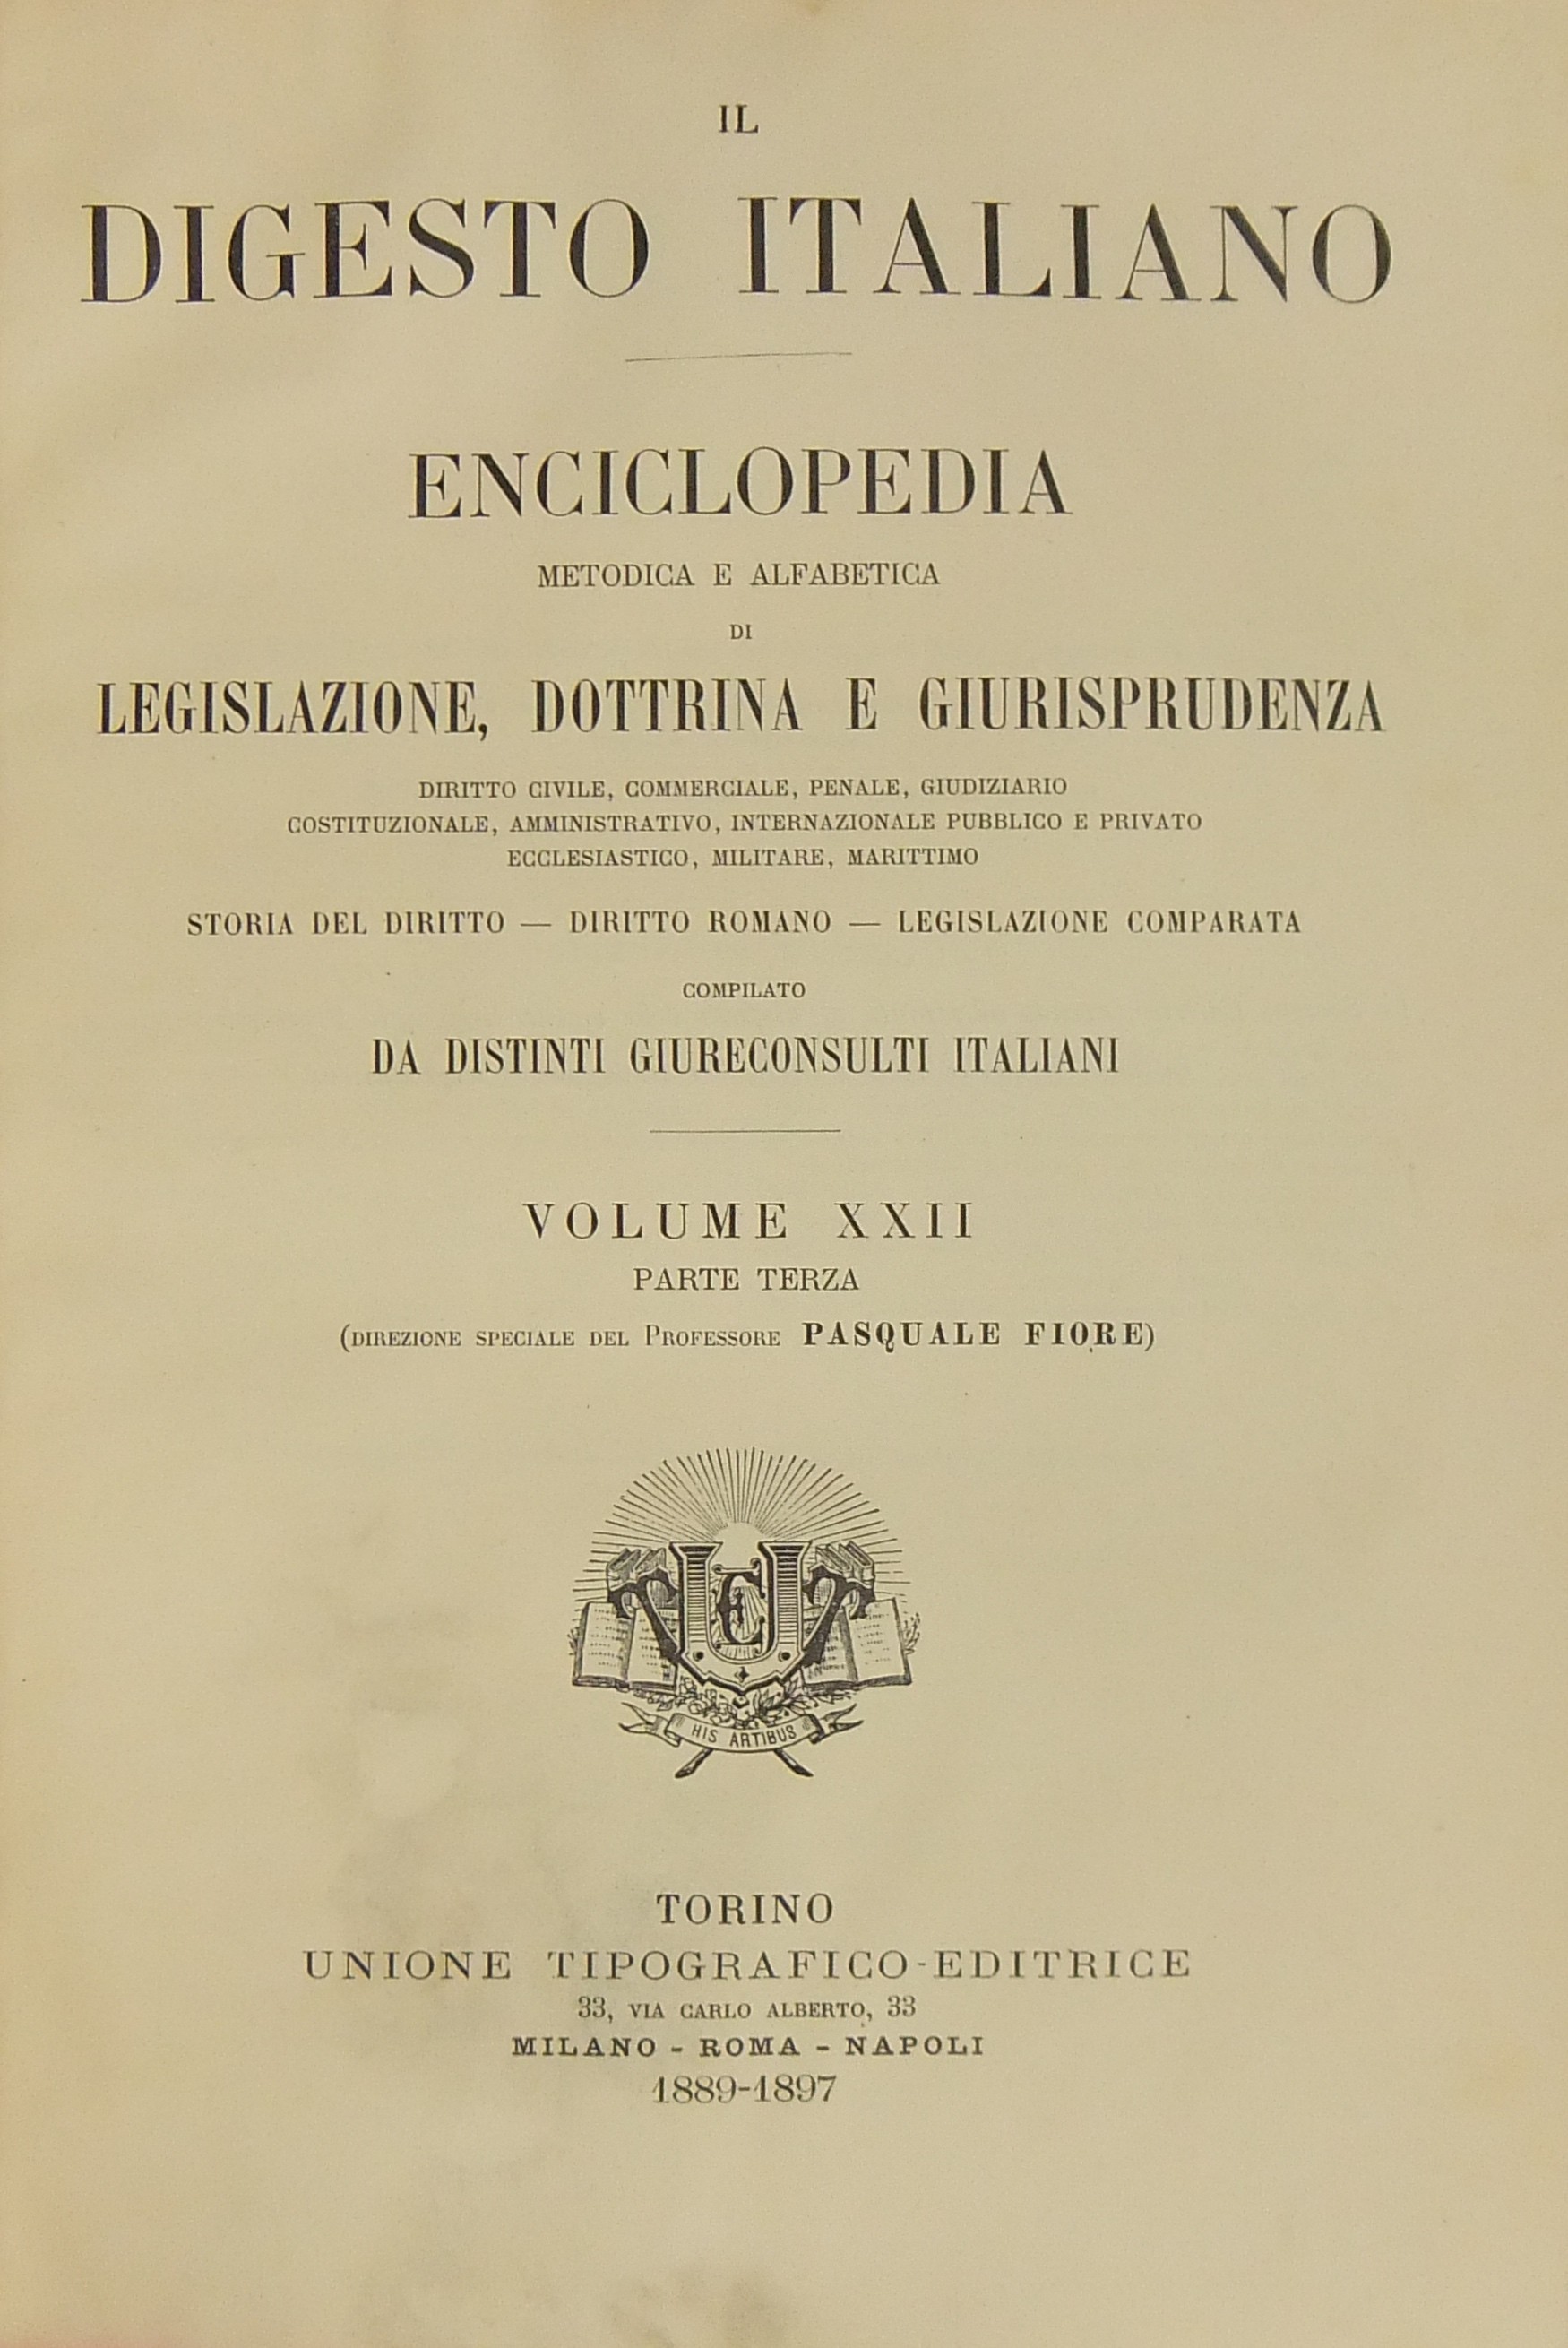 IL
DIGESTO ITALIANO
ENCICLOPEDIA
METODICA E ALFABETICA
DI
LEGISLAZIONE, DOTTRINA E GIURISPRUDENZA
DIRITTO CIVILE, COMMERCIALE, PENALE, GIUDIZIARIO
COSTITUZIONALE, AMMINISTRATIVO, INTERNAZIONALE PUBBLICO E PRIVATO
ECCLESIASTICO, MILITARE, MARITTIMO
STORIA DEL DIRITTO — DIRITTO ROMANO — LEGISLAZIONE COMPARATA
COMPILATO
DA DISTINTI GIURECONSULTI ITALIANI
VOLUME XXII
PARTE TERZA
(DIREZIONE SPECIALE DEL PROFESSORE PASQUALE FIORE)
TUET
HIS ARTIBUS
TORINO
UNIONE TIPOGRAFICO-EDITRICE
33, VIA CARLO ALBERTO, 33
MILANO - ROMA - NAPOLI
1889-1897